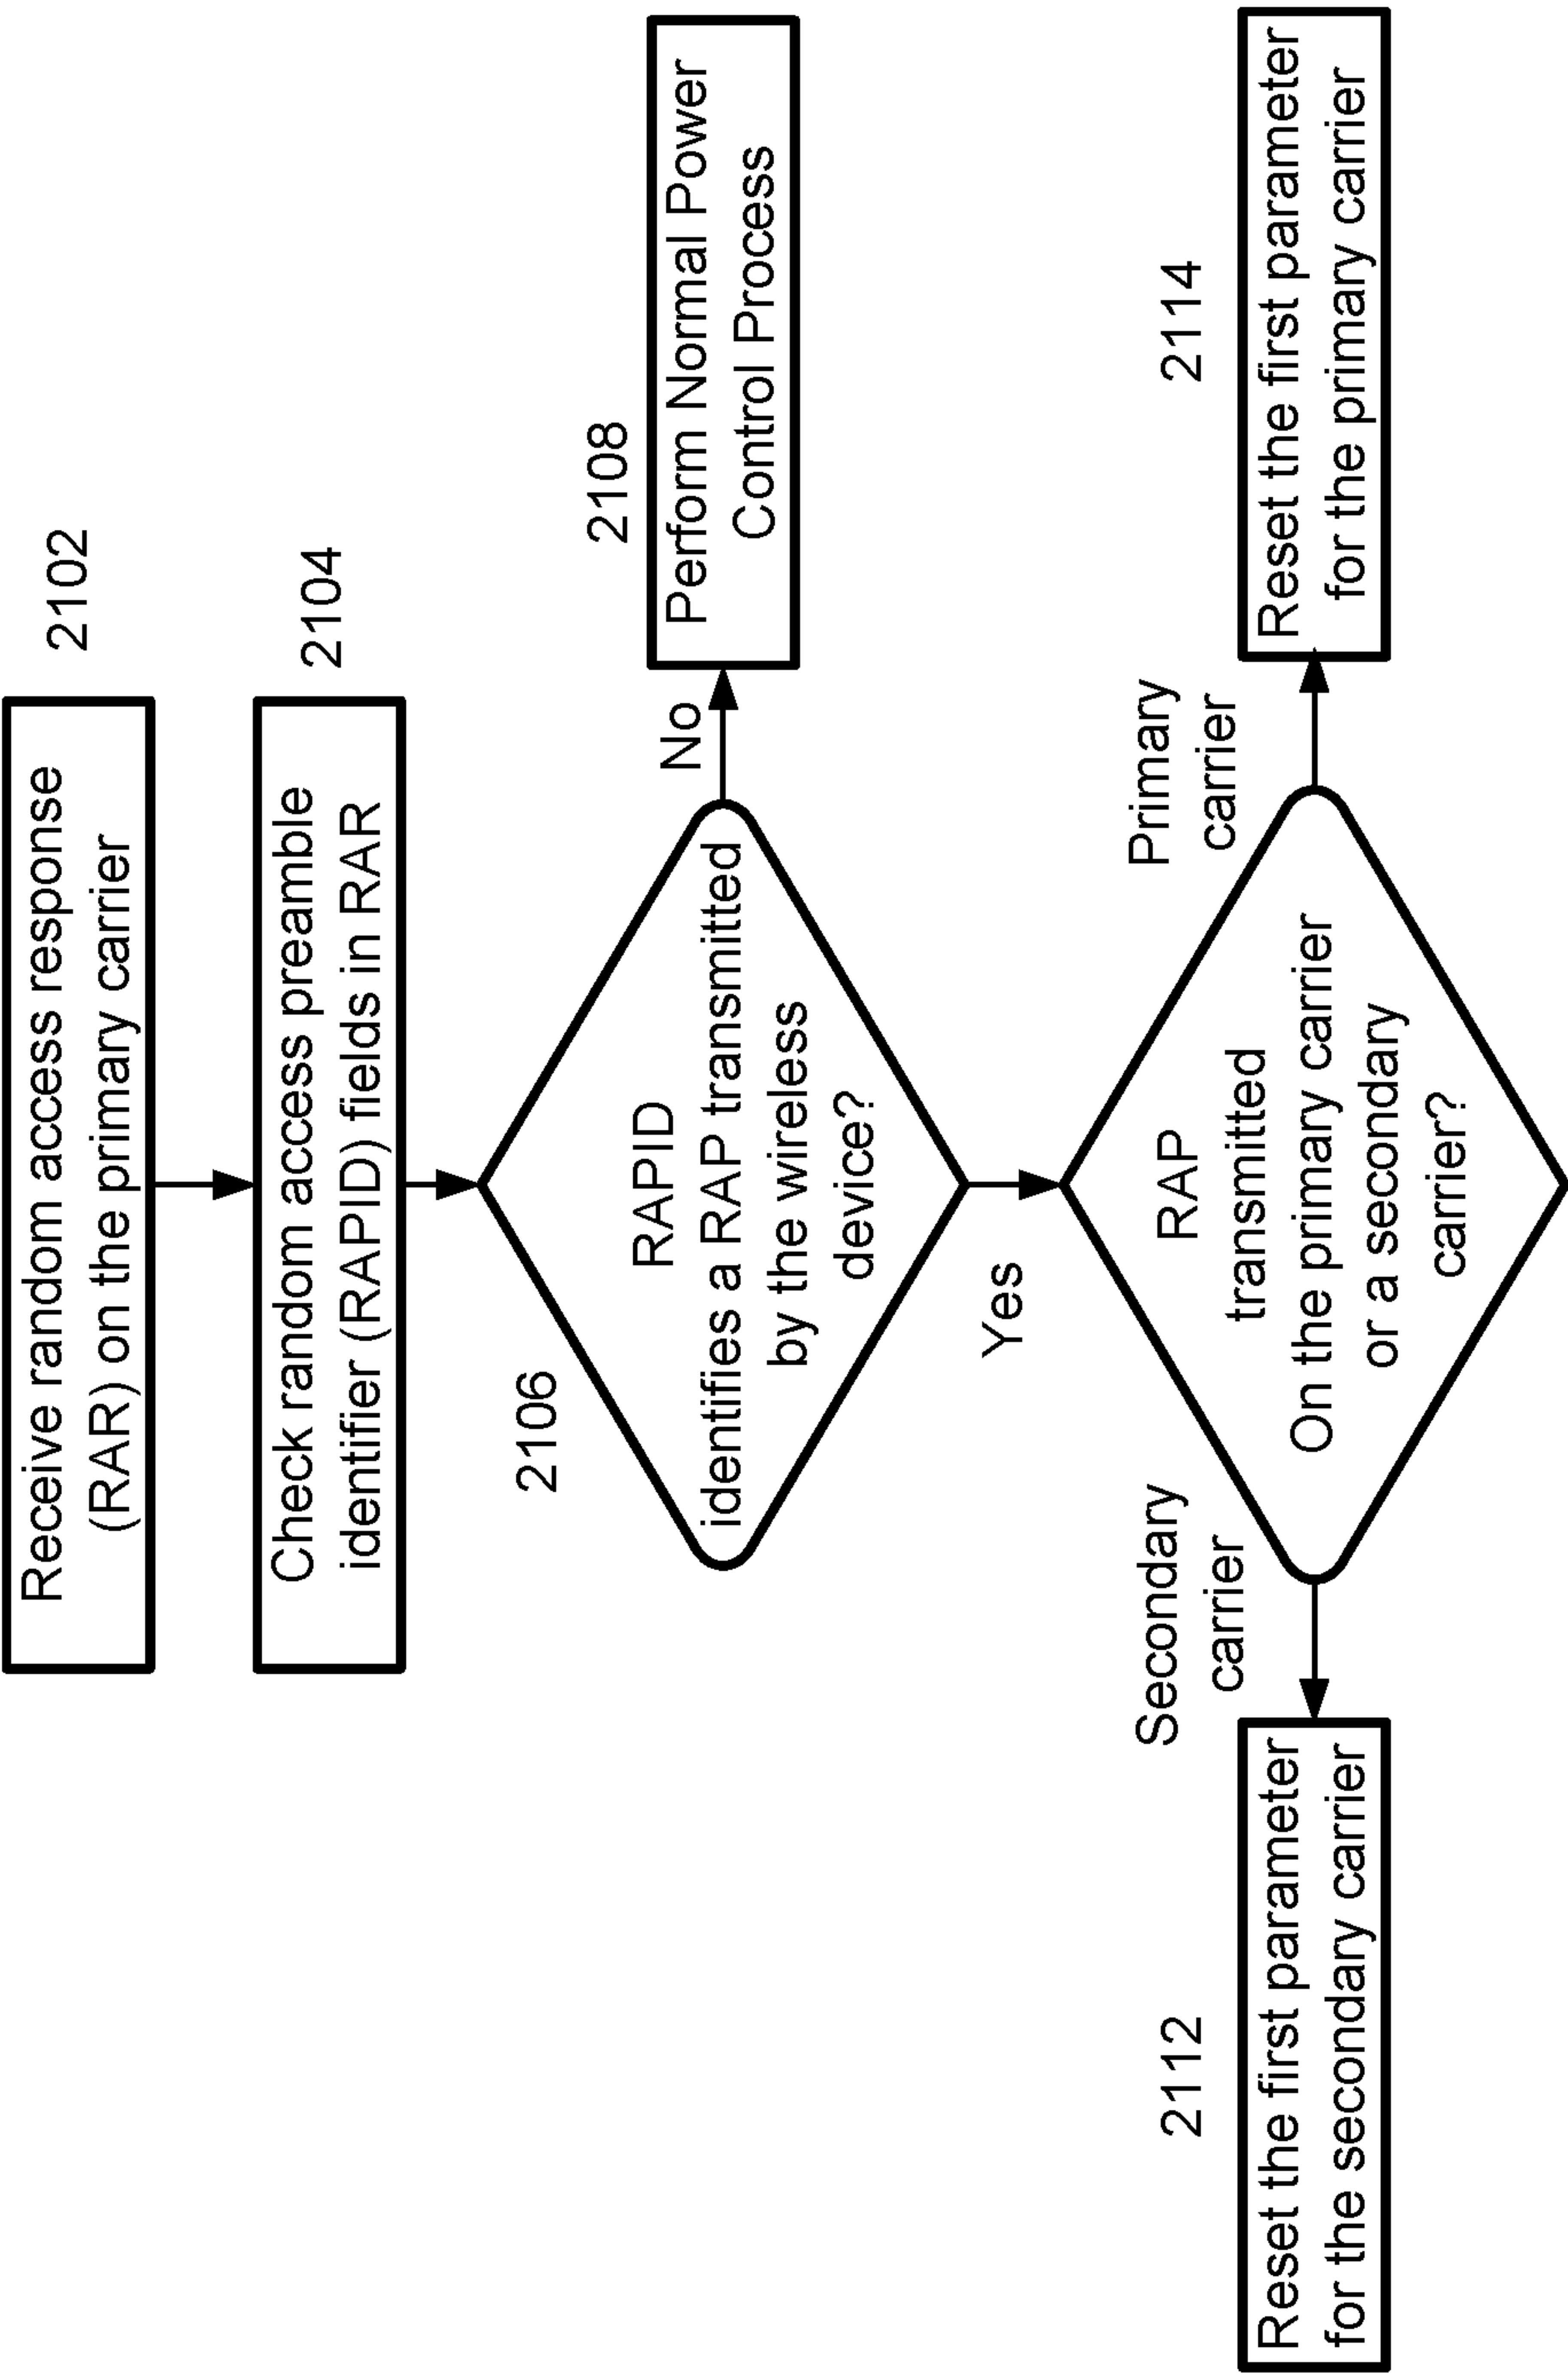 Receive random access response
(RAR) on the primary carrier
2102
Check random access preamble
identifier (RAPID) fields in RAR
2104
2106
RAPID
identifies a RAP transmitted
by the wireless
device?
No
2108
Perform Normal Power
Control Process
Yes
RAP
transmitted
On the primary carrier
or a secondary
carrier?
Secondary
carrier
2112
Reset the first parameter
for the secondary carrier
Primary
carrier
2114
Reset the first parameter
for the primary carrier